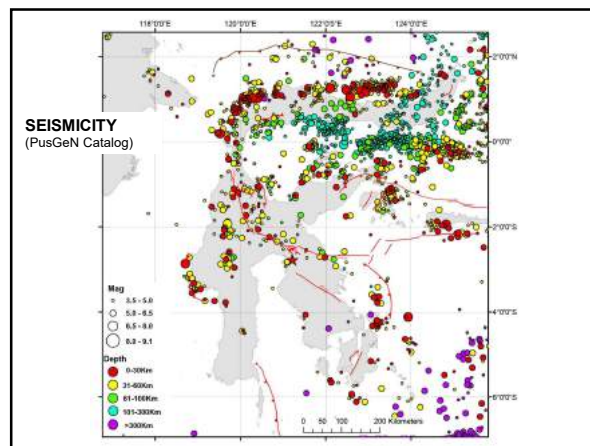 118°0'0"E 120°0'0"E 122°0'0"E 124°0'0"E
SEISMICITY
(PusGeN Catalog)
2°0'0"N
0°0'0"
2°0'0"S
4°0'0"S
6°0'0"S
Mag
3.5 - 5.0
5.0 - 6.5
6.5 - 8.0
8.0 - 9.1
Depth
0-30Km
31-60Km
61-100Km
101-300Km
>300Km
0 50 100 200 Kilometers